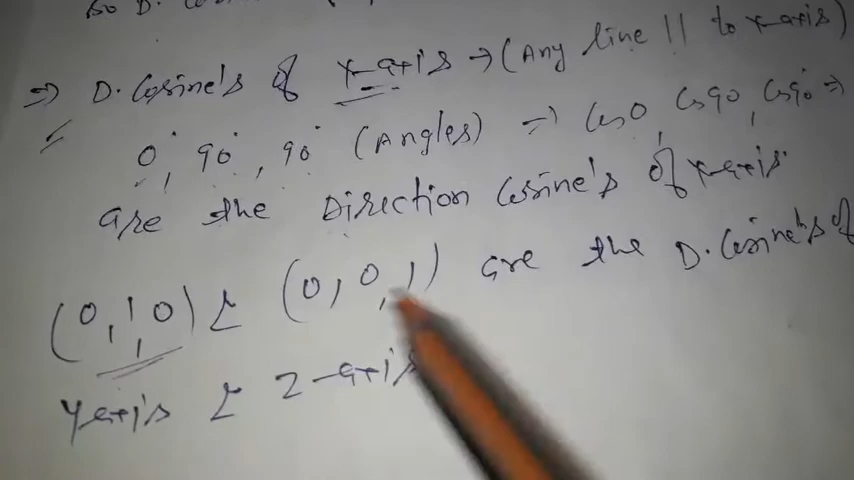 so D.
⇒ D. Cosine's of x-axis → (Any line || to x-axis)
0°, 90°, 90° (Angles) ⇒ Cos0, Cos90, Cos90 ⇒
are the Direction Cosine's of x-axis
(0, 1, 0) & (0, 0, 1) are the D. Cosine's of
y axis & z-axis